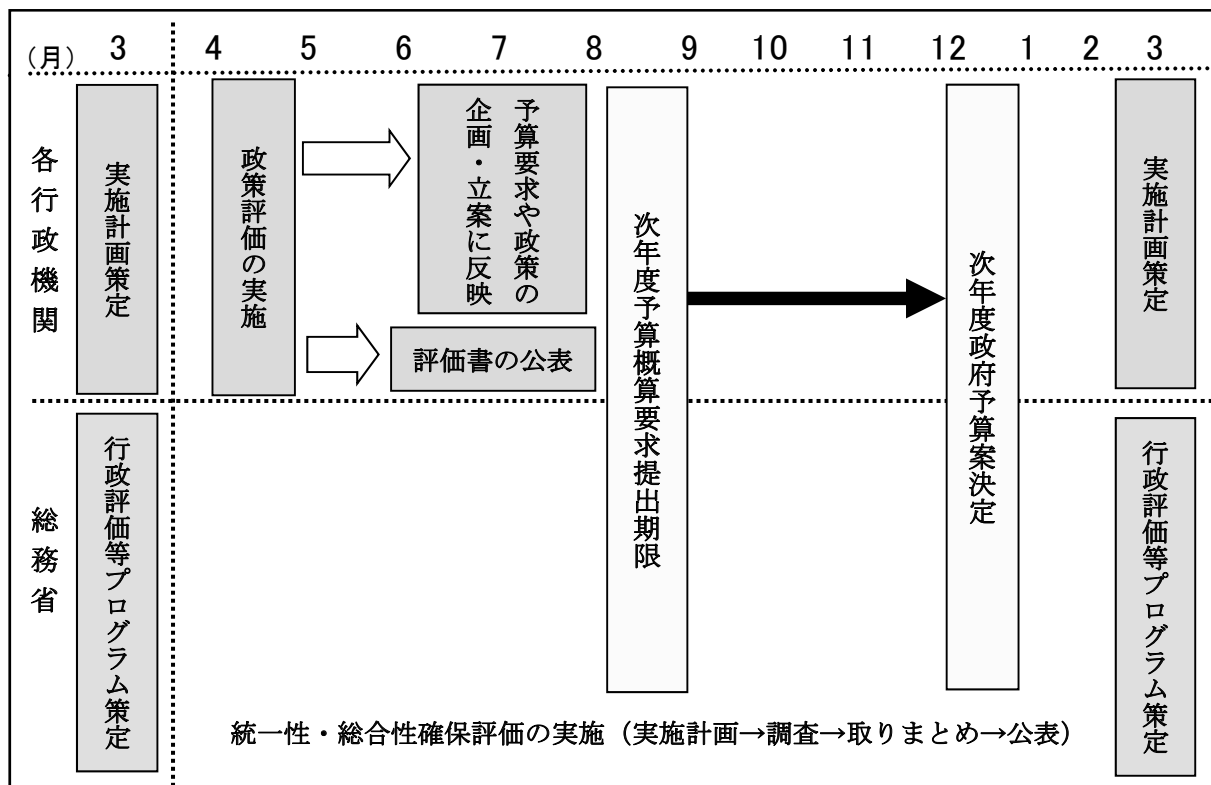 (月) 3 4 5 6 7 8 9 10 11 12 1 2 3
各行政機関
実施計画策定
政策評価の実施
予算要求や政策の
企画・立案に反映
評価書の公表
次年度予算概算要求提出期限
次年度政府予算案決定
実施計画策定
総務省
行政評価等プログラム策定
統一性・総合性確保評価の実施(実施計画→調査→取りまとめ→公表)
行政評価等プログラム策定